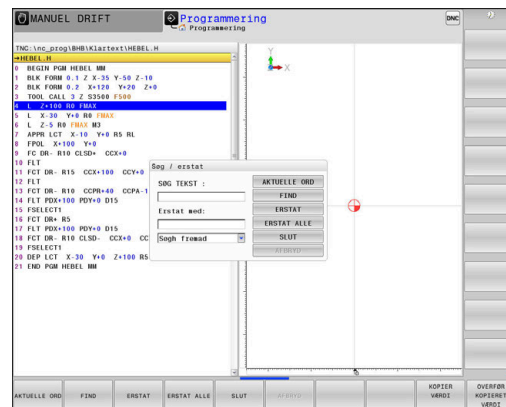 MANUEL DRIFT
Programmering
Programmering
DNC
TNC:\nc_prog\BHB\Klartext\HEBEL.H
→HEBEL.H
0 BEGIN PGM HEBEL MM
1 BLK FORM 0.1 Z X-35 Y-50 Z-10
2 BLK FORM 0.2 X+120 Y+20 Z+0
3 TOOL CALL 3 Z S3500 F500
4 L Z+100 R0 FMAX
5 L X-30 Y+0 R0 FMAX
6 L Z-5 R0 FMAX M3
7 APPR LCT X-10 Y+0 R5 RL
8 FPOL X+100 Y+0
9 FC DR- R10 CLSD+ CCX+0
10 FLT
11 FCT DR- R15 CCX+100 CCY+0
12 FLT
13 FCT DR- R10 CCPR+40 CCPA-1
14 FLT PDX+100 PDY+0 D15
15 FSELECT1
16 FCT DR+ R5
17 FLT PDX+100 PDY+0 D15
18 FCT DR- R10 CLSD- CCX+0 CC
19 FSELECT1
20 DEP LCT X-30 Y+0 Z+100 R5
21 END PGM HEBEL MM
Y
X
Søg / erstat
SØG TEKST :
Erstat med:
Søgh fremad
AKTUELLE ORD
FIND
ERSTAT
ERSTAT ALLE
SLUT
AFBRYD
AKTUELLE ORD
FIND
ERSTAT
ERSTAT ALLE
SLUT
AFBRYD
KOPIER
VÆRDI
OVERFØR
KOPIERET
VÆRDI